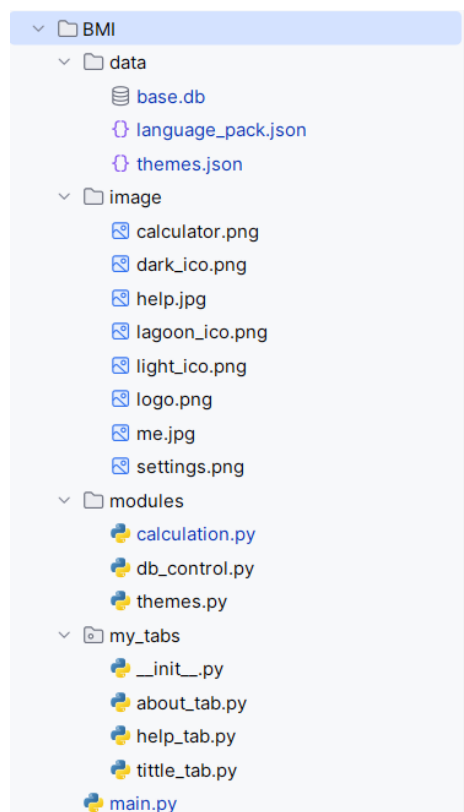 BMI
data
base.db
language_pack.json
themes.json
image
calculator.png
dark_ico.png
help.jpg
lagoon_ico.png
light_ico.png
logo.png
me.jpg
settings.png
modules
calculation.py
db_control.py
themes.py
my_tabs
__init__.py
about_tab.py
help_tab.py
tittle_tab.py
main.py